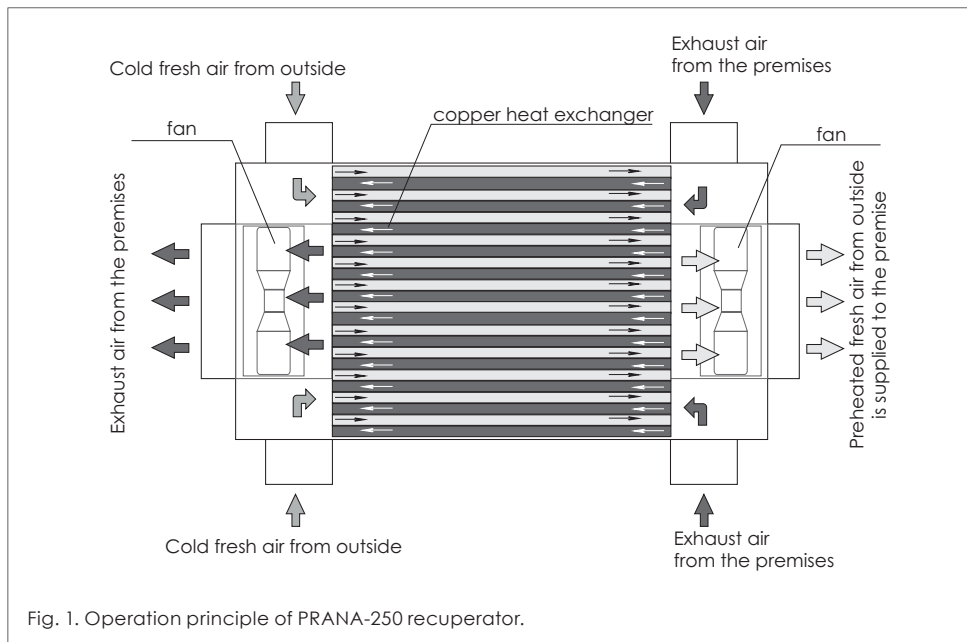 Exhaust air
from the premises
Cold fresh air from outside
copper heat exchanger
fan
fan
Exhaust air from the premises
Preheated fresh air from outside
is supplied to the premise
Cold fresh air from outside
Exhaust air
from the premises
Fig. 1. Operation principle of PRANA-250 recuperator.